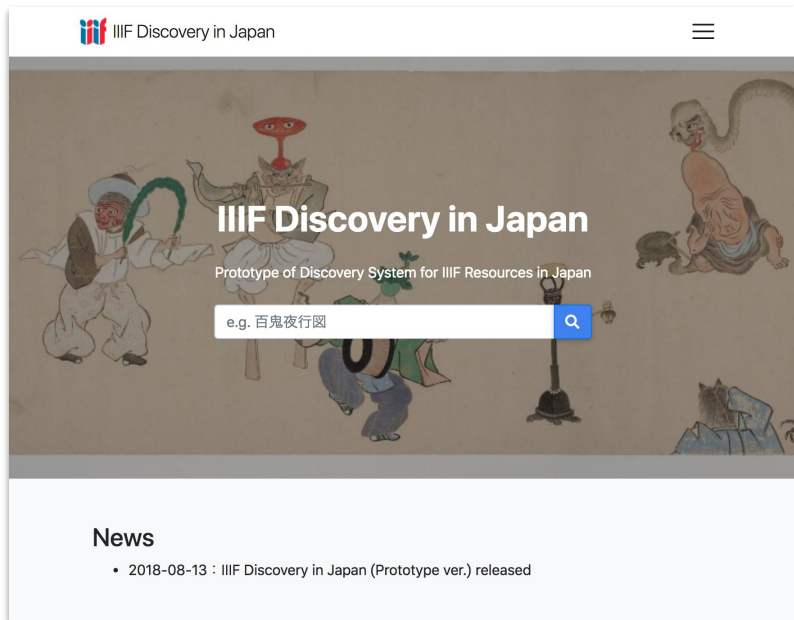 iiif IIIF Discovery in Japan
IIIF Discovery in Japan
Prototype of Discovery System for IIIF Resources in Japan
e.g. 百鬼夜行図
News
• 2018-08-13：IIIF Discovery in Japan (Prototype ver.) released